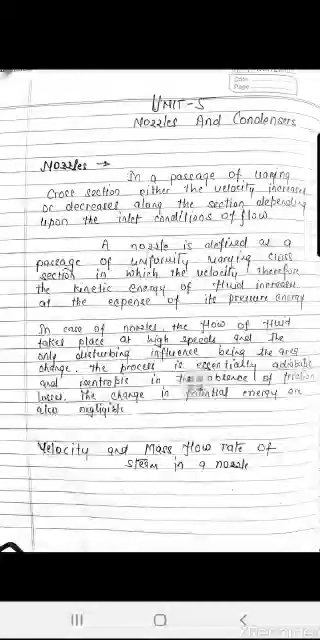 Date
Page
UNIT-5
Nozzles And Condensers
Nozzles →
In a passage of varying
cross section either the velocity increases
or decreases along the section depending
upon the inlet conditions of flow.
A nozzle is defined as a
passage of uniformity varying cross
section in which the velocity therefore
the kinetic energy of fluid increase
at the expense of its pressure energy
In case of nozzles, the flow of fluid
takes place at high speeds and the
only disturbing influence being the area
change. The process is essentially adiabatic
and isentropic in the absence of friction
losses. The change in potential energy are
also negligible.
Velocity and Mass flow rate of
steam in a nozzle